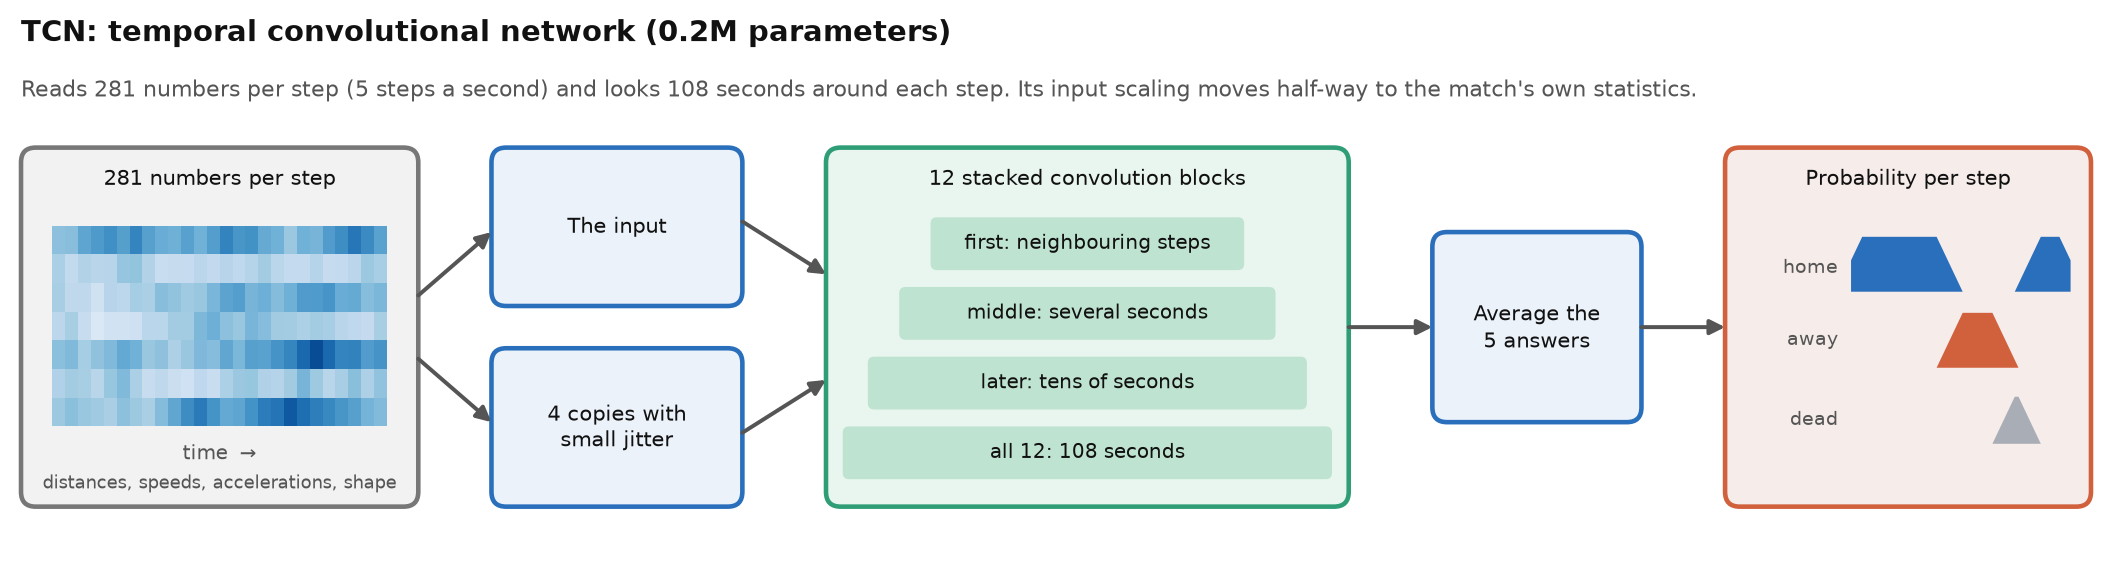 TCN: temporal convolutional network (0.2M parameters)
Reads 281 numbers per step (5 steps a second) and looks 108 seconds around each step. Its input scaling moves half-way to the match's own statistics.
281 numbers per step
time →
distances, speeds, accelerations, shape
The input
4 copies with
small jitter
12 stacked convolution blocks
first: neighbouring steps
middle: several seconds
later: tens of seconds
all 12: 108 seconds
Average the
5 answers
Probability per step
home
away
dead